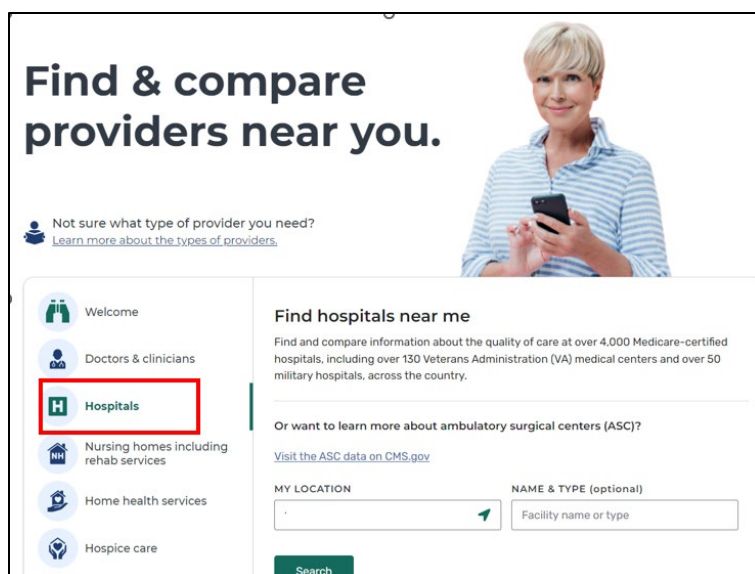 Find & compare
providers near you.
Not sure what type of provider you need?
Learn more about the types of providers.
Welcome
Doctors & clinicians
H
Hospitals
NH
Nursing homes including
rehab services
Home health services
Hospice care
Find hospitals near me
Find and compare information about the quality of care at over 4,000 Medicare-certified
hospitals, including over 130 Veterans Administration (VA) medical centers and over 50
military hospitals, across the country.
Or want to learn more about ambulatory surgical centers (ASC)?
Visit the ASC data on CMS.gov
MY LOCATION
NAME & TYPE (optional)
Facility name or type
Search